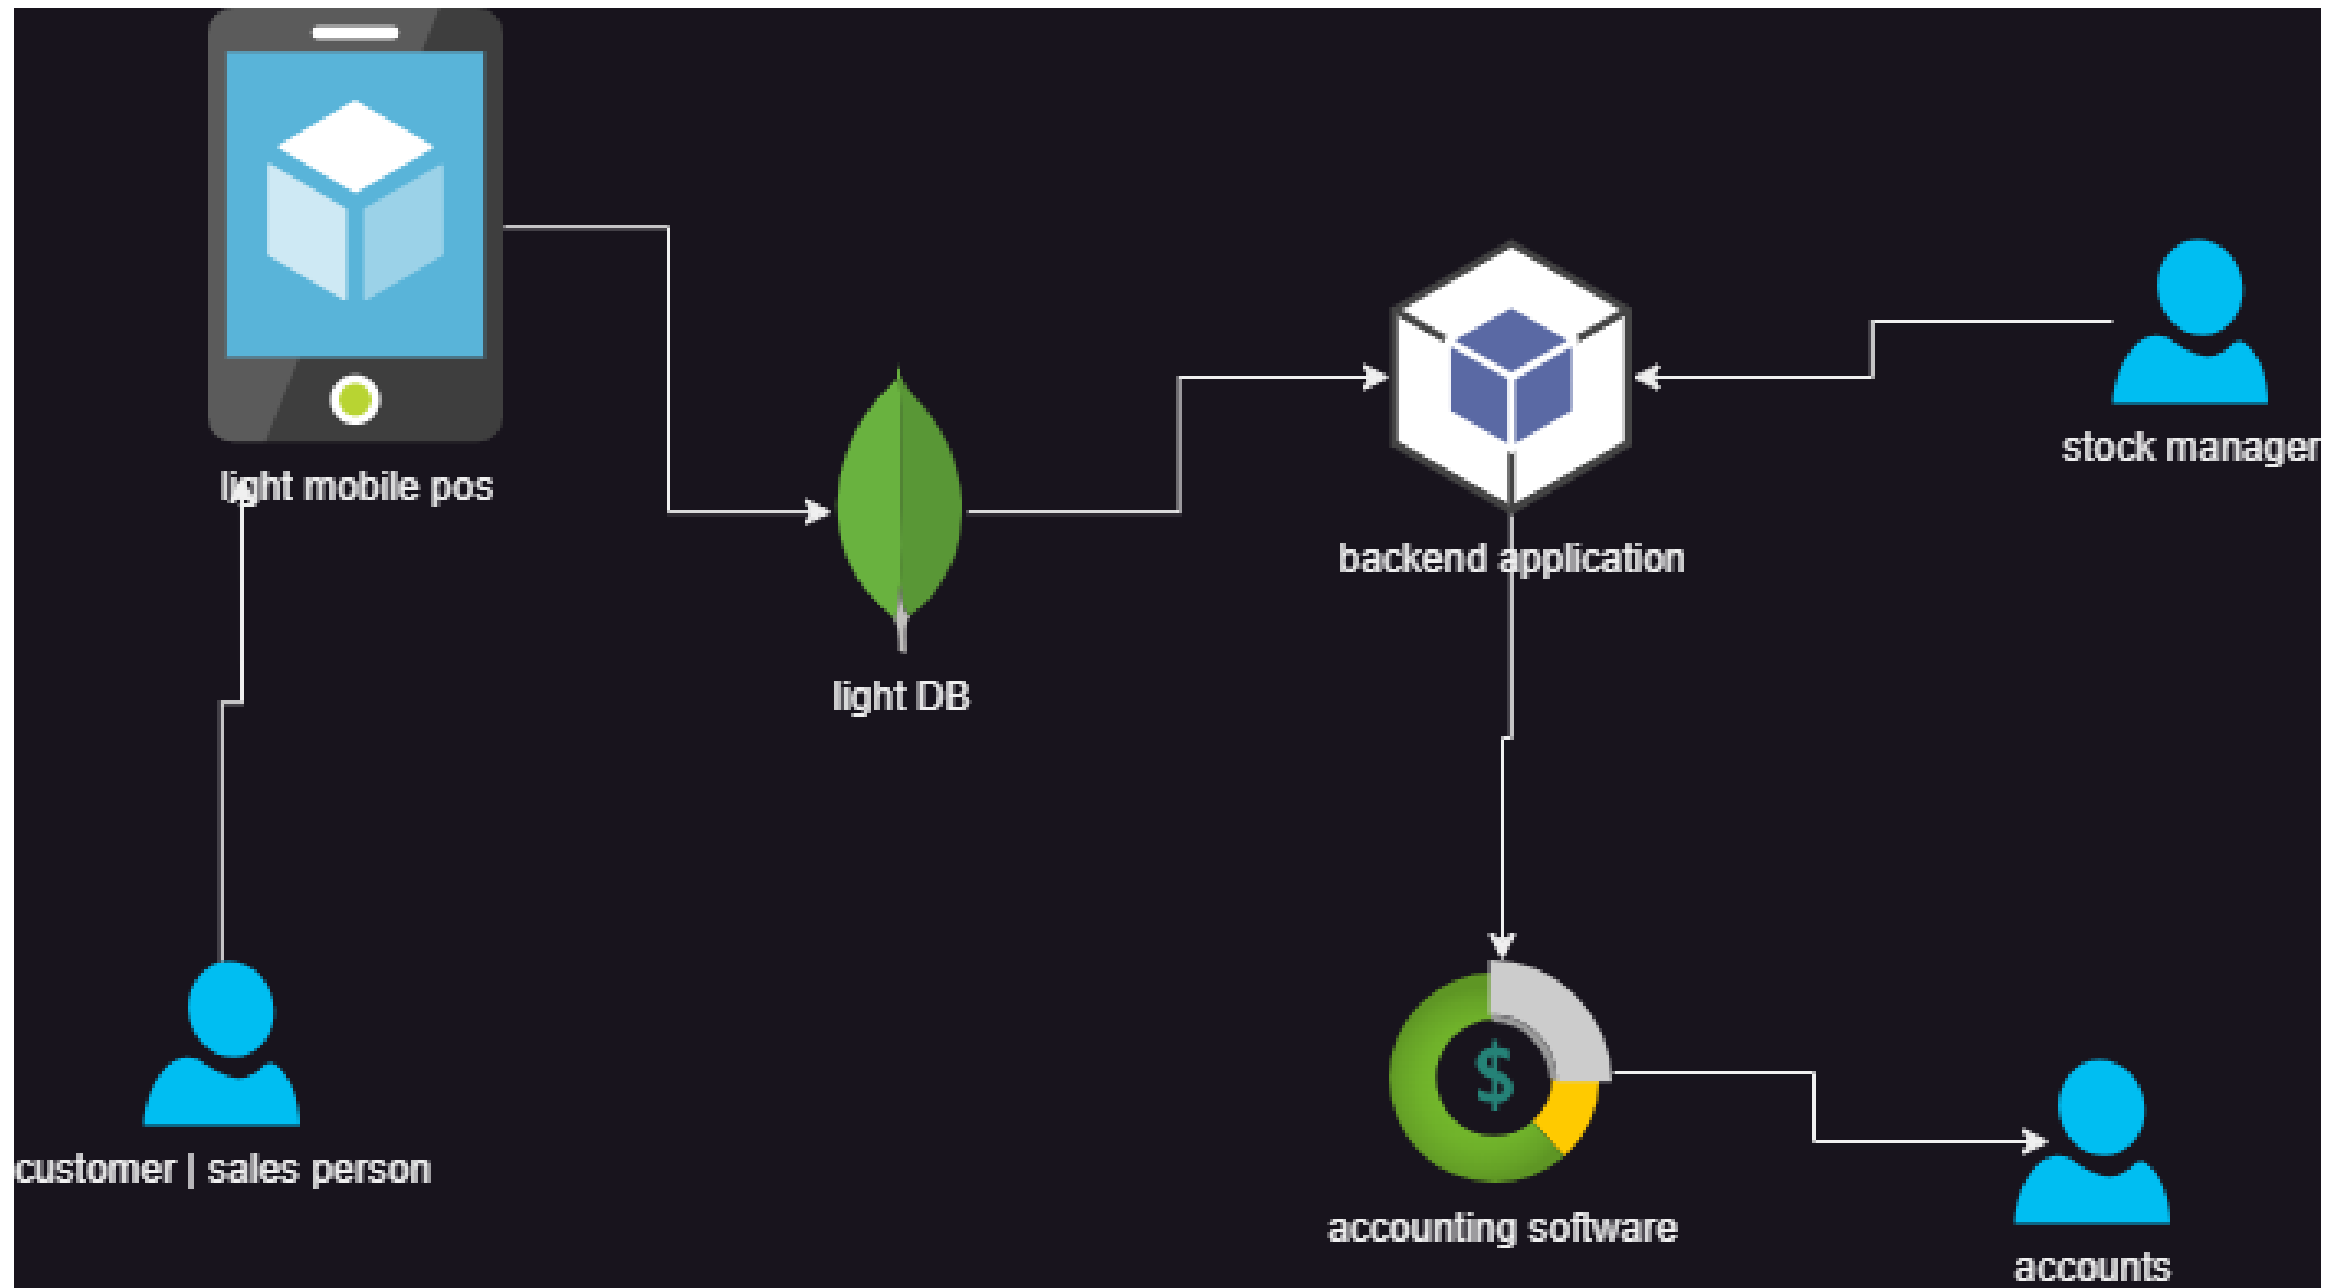 light mobile pos
stock manager
backend application
light DB
customer | sales person
$
accounting software
accounts